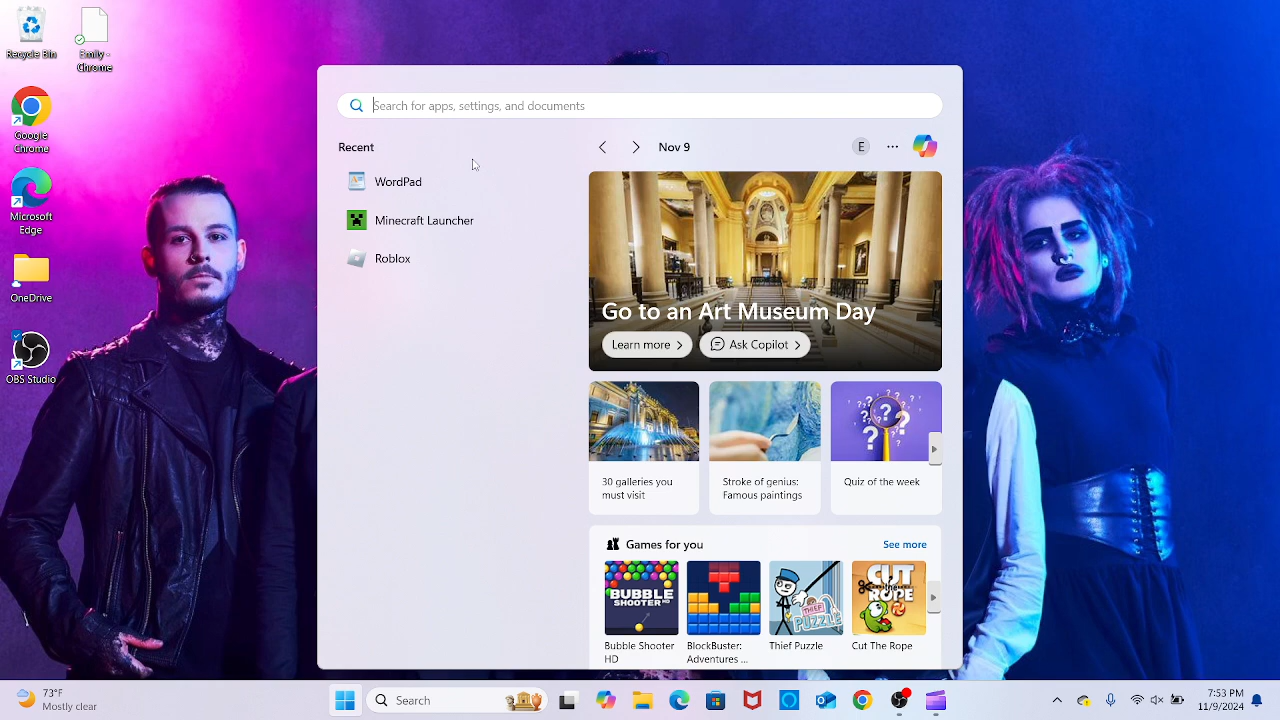 Recycle Bin
Emily -
Chrome
Google
Chrome
Microsoft
Edge
OneDrive
OBS Studio
Search for apps, settings, and documents
Recent
WordPad
Minecraft Launcher
Roblox
Nov 9
E
Go to an Art Museum Day
Learn more
Ask Copilot
30 galleries you
must visit
Stroke of genius:
Famous paintings
Quiz of the week
Games for you
See more
BUBBLE
SHOOTER HD
THIEF
PUZZLE
CUT
THE
ROPE
Bubble Shooter
HD
BlockBuster:
Adventures ...
Thief Puzzle
Cut The Rope
73°F
Mostly clear
Search
7:53 PM
11/9/2024